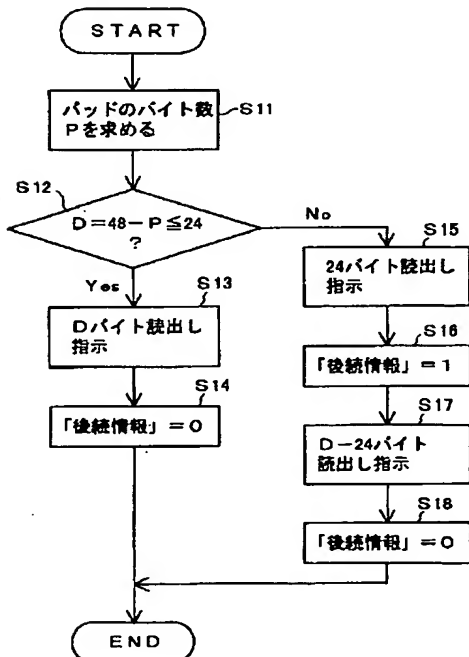 START
パッドのバイト数
Pを求める
S11
S12
D=48-P≦24
?
No
Yes
S13
Dバイト読出し
指示
S14
「後続情報」=0
S15
24バイト読出し
指示
S16
「後続情報」=1
S17
D-24バイト
読出し指示
S18
「後続情報」=0
END